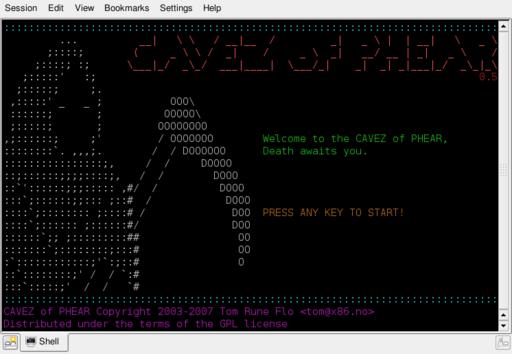 Session Edit View Bookmarks Settings Help
0.5
Welcome to the CAVEZ of PHEAR,
Death awaits you.
PRESS ANY KEY TO START!
CAVEZ of PHEAR Copyright 2003-2007 Tom Rune Flo <tom@x86.no>
Distributed under the terms of the GPL license
Shell